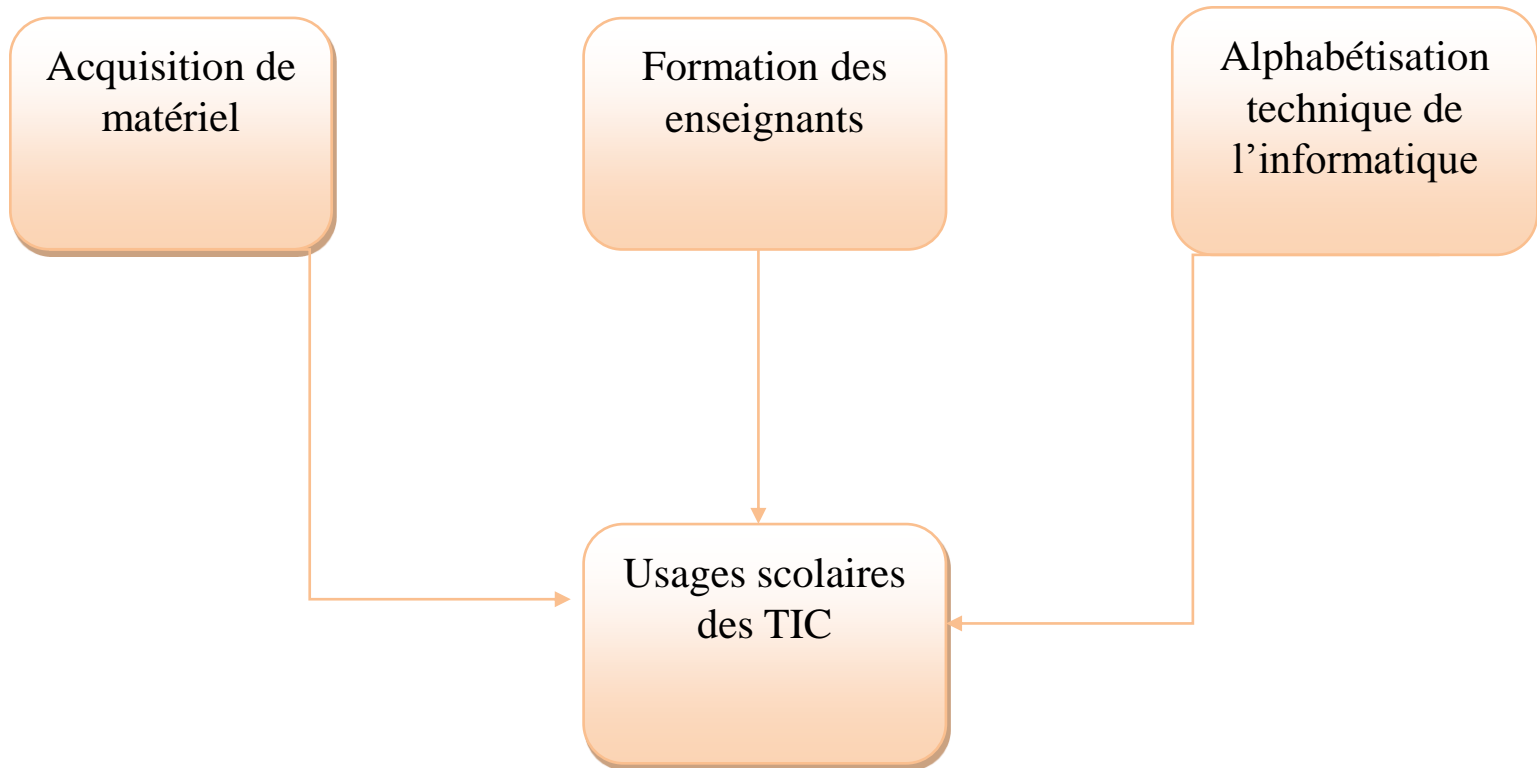 Acquisition de
matériel
Formation des
enseignants
Alphabétisation
technique de
l’informatique
Usages scolaires
des TIC